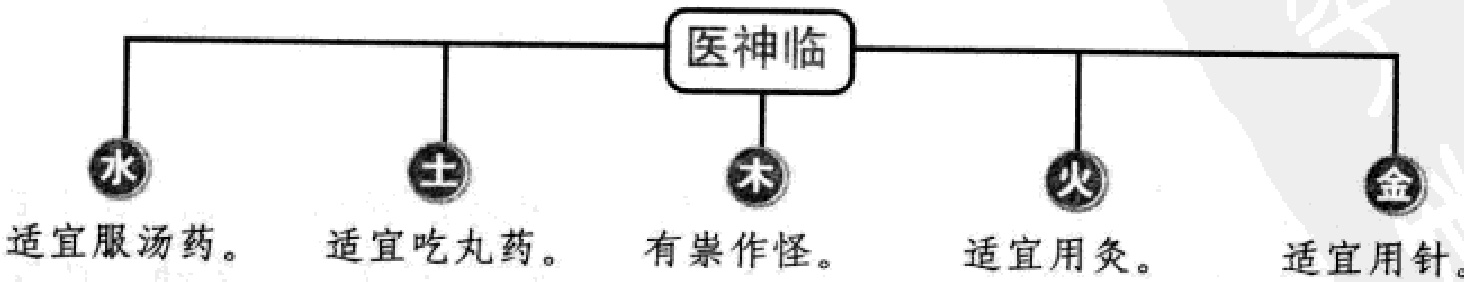 医神临
水 土 木 火 金
适宜服汤药。 适宜吃丸药。 有祟作怪。 适宜用灸。 适宜用针。